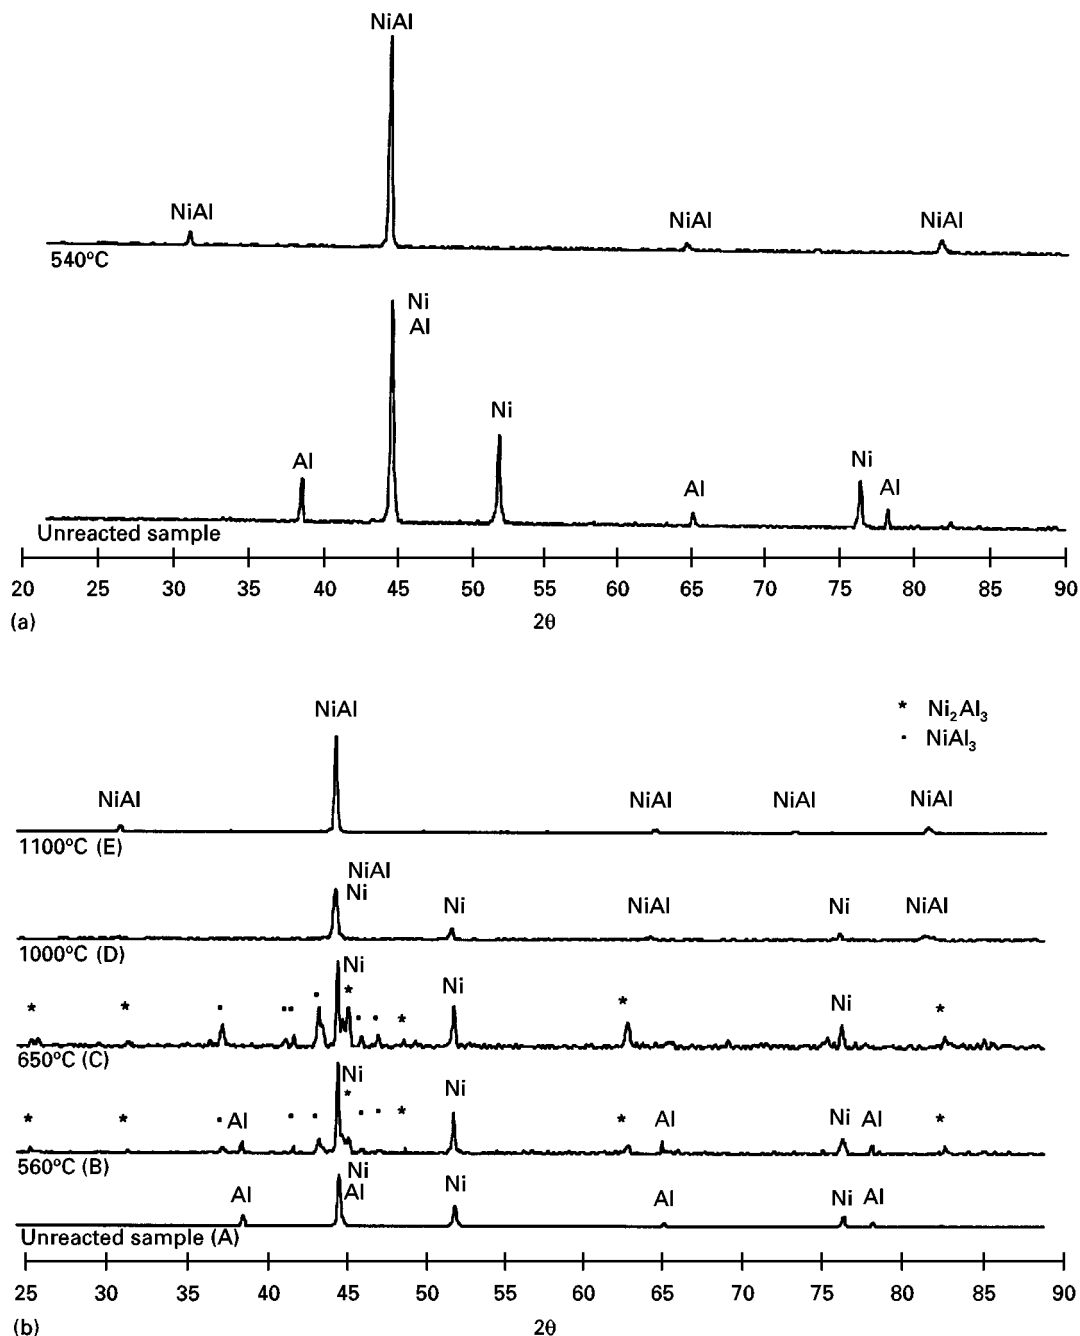 NiAl
NiAl NiAl NiAl
540°C
Ni
Al
Ni
Al Al Ni Al
Unreacted sample
20 25 30 35 40 45 50 55 60 65 70 75 80 85 90
(a) 2θ
NiAl * Ni₂Al₃
· NiAl₃
NiAl NiAl NiAl NiAl
1100°C (E)
NiAl
Ni Ni NiAl Ni NiAl
1000°C (D)
Ni
* * · ·· · * · · * Ni * Ni *
650°C (C)
Ni
* * · Al · · * · · * Ni * Al Ni Al *
560°C (B)
Ni
Al Al Ni Al Ni Al
Unreacted sample (A)
25 30 35 40 45 50 55 60 65 70 75 80 85 90
(b) 2θ